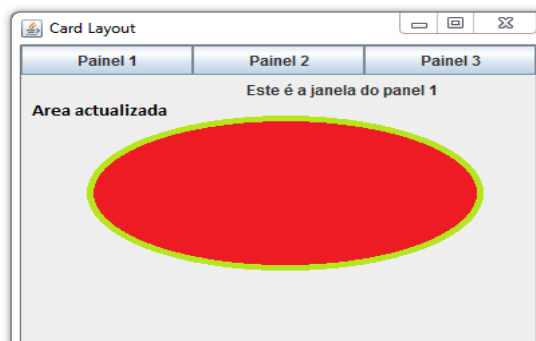 Card Layout
Painel 1 Painel 2 Painel 3
Este é a janela do panel 1
Area actualizada